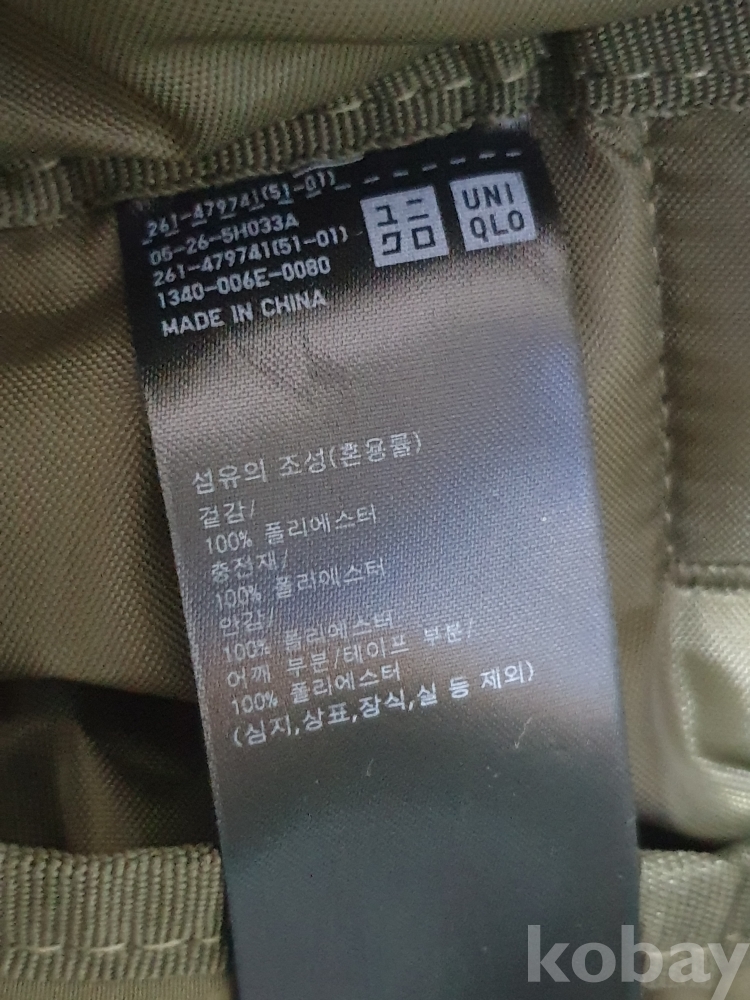 261-479741(51-01)
05-26-SH033A
261-479741(51-01)
1340-006E-0080
MADE IN CHINA
ユニ
クロ
UNI
QLO
섬유의 조성(혼용률)
겉감/
100% 폴리에스터
충전재/
100% 폴리에스터
안감/
100% 폴리에스터
어깨 부분/테이프 부분/
100% 폴리에스터
(심지,상표,장식,실 등 제외)
kobay